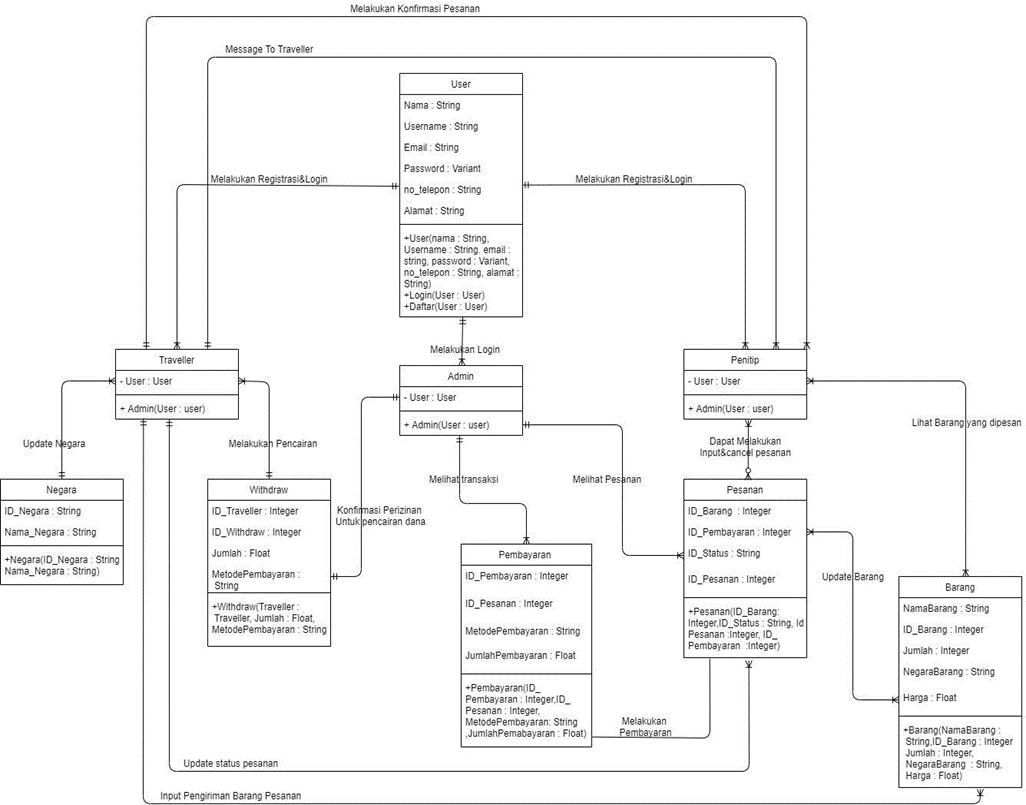 Melakukan Konfirmasi Pesanan
Message To Traveller
User
Nama : String
Username : String
Email : String
Password : Variant
no_telepon : String
Alamat : String
+User(nama : String,
Username : String. email :
string, password : Variant,
no_telepon : String, alamat :
String)
+Login(User : User)
+Daftar(User : User)
Melakukan Registrasi&Login
Melakukan Registrasi&Login
Melakukan Login
Traveller
- User : User
+ Admin(User : user)
Admin
- User : User
+ Admin(User : user)
Penitip
- User : User
+ Admin(User : user)
Update Negara
Melakukan Pencairan
Melihat transaksi
Melihat Pesanan
Dapat Melakukan
Input&cancel pesanan
Lihat Barang yang dipesan
Negara
ID_Negara : String
Nama_Negara : String
+Negara(ID_Negara : String
Nama_Negara : String)
Withdraw
ID_Traveller : Integer
ID_Withdraw : Integer
Jumlah : Float
MetodePembayaran :
String
+Withdraw(Traveller :
Traveller, Jumlah : Float,
MetodePembayaran : String
Konfirmasi Perizinan
Untuk pencairan dana
Pembayaran
ID_Pembayaran : Integer
ID_Pesanan : Integer
MetodePembayaran : String
JumlahPembayaran : Float
+Pembayaran(ID_
Pembayaran : Integer,ID_
Pesanan : Integer,
MetodePembayaran: String
,JumlahPemabayaran : Float)
Pesanan
ID_Barang : Integer
ID_Pembayaran : Integer
ID_Status : String
ID_Pesanan : Integer
+Pesanan(ID_Barang:
Integer,ID_Status : String, Id
Pesanan :Integer, ID_
Pembayaran :Integer)
Update Barang
Barang
NamaBarang : String
ID_Barang : Integer
Jumlah : Integer
NegaraBarang : String
Harga : Float
+Barang(NamaBarang :
String,ID_Barang : Integer
Jumlah : Integer,
NegaraBarang : String,
Harga : Float)
Melakukan
Pembayaran
Update status pesanan
Input Pengiriman Barang Pesanan